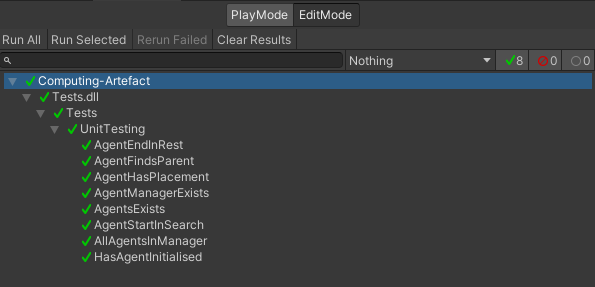 PlayMode EditMode
Run All Run Selected Rerun Failed Clear Results
Nothing 8 0 0
Computing-Artefact
Tests.dll
Tests
UnitTesting
AgentEndInRest
AgentFindsParent
AgentHasPlacement
AgentManagerExists
AgentsExists
AgentStartInSearch
AllAgentsInManager
HasAgentInitialised